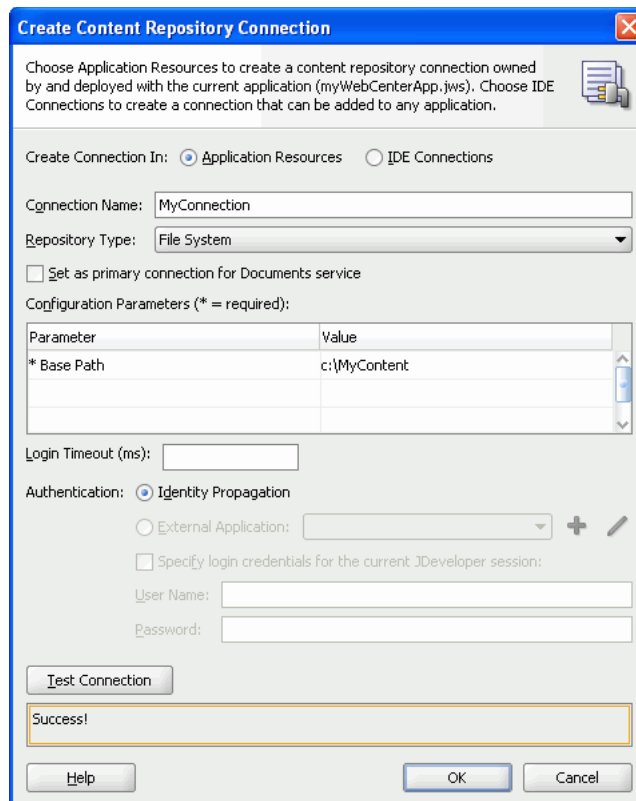 Create Content Repository Connection
Choose Application Resources to create a content repository connection owned
by and deployed with the current application (myWebCenterApp.jws). Choose IDE
Connections to create a connection that can be added to any application.
Create Connection In: Application Resources IDE Connections
Connection Name: MyConnection
Repository Type: File System
Set as primary connection for Documents service
Configuration Parameters (* = required):
Parameter Value
* Base Path c:\MyContent
Login Timeout (ms):
Authentication: Identity Propagation
External Application:
Specify login credentials for the current JDeveloper session:
User Name:
Password:
Test Connection
Success!
Help OK Cancel